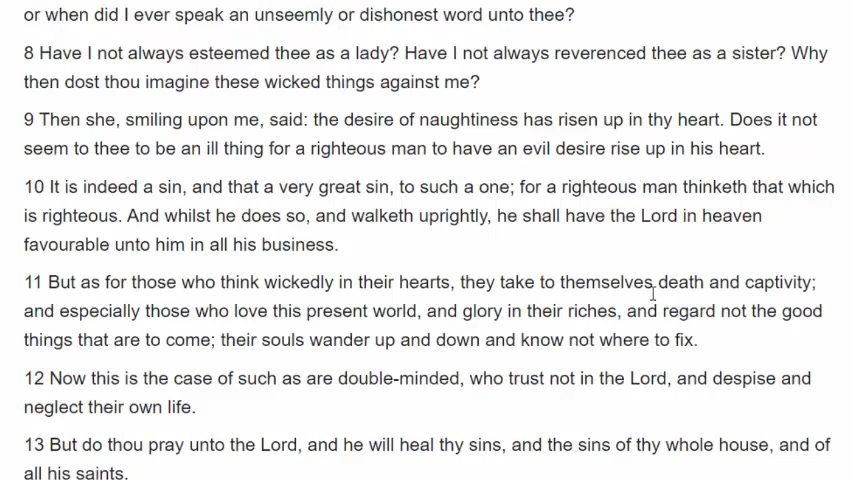 or when did I ever speak an unseemly or dishonest word unto thee?
8 Have I not always esteemed thee as a lady? Have I not always reverenced thee as a sister? Why
then dost thou imagine these wicked things against me?
9 Then she, smiling upon me, said: the desire of naughtiness has risen up in thy heart. Does it not
seem to thee to be an ill thing for a righteous man to have an evil desire rise up in his heart.
10 It is indeed a sin, and that a very great sin, to such a one; for a righteous man thinketh that which
is righteous. And whilst he does so, and walketh uprightly, he shall have the Lord in heaven
favourable unto him in all his business.
11 But as for those who think wickedly in their hearts, they take to themselves death and captivity;
and especially those who love this present world, and glory in their riches, and regard not the good
things that are to come; their souls wander up and down and know not where to fix.
12 Now this is the case of such as are double-minded, who trust not in the Lord, and despise and
neglect their own life.
13 But do thou pray unto the Lord, and he will heal thy sins, and the sins of thy whole house, and of
all his saints.